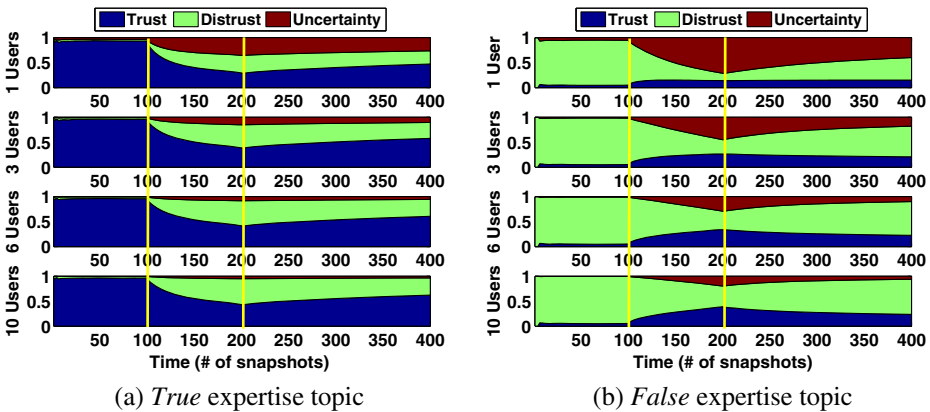 Trust Distrust Uncertainty
1 Users
1
0.5
0
50 100 150 200 250 300 350 400
3 Users
1
0.5
0
50 100 150 200 250 300 350 400
6 Users
1
0.5
0
50 100 150 200 250 300 350 400
10 Users
1
0.5
0
50 100 150 200 250 300 350 400
Time (# of snapshots)
(a) True expertise topic
Trust Distrust Uncertainty
1 User
1
0.5
0
50 100 150 200 250 300 350 400
3 Users
1
0.5
0
50 100 150 200 250 300 350 400
6 Users
1
0.5
0
50 100 150 200 250 300 350 400
10 Users
1
0.5
0
50 100 150 200 250 300 350 400
Time (# of snapshots)
(b) False expertise topic